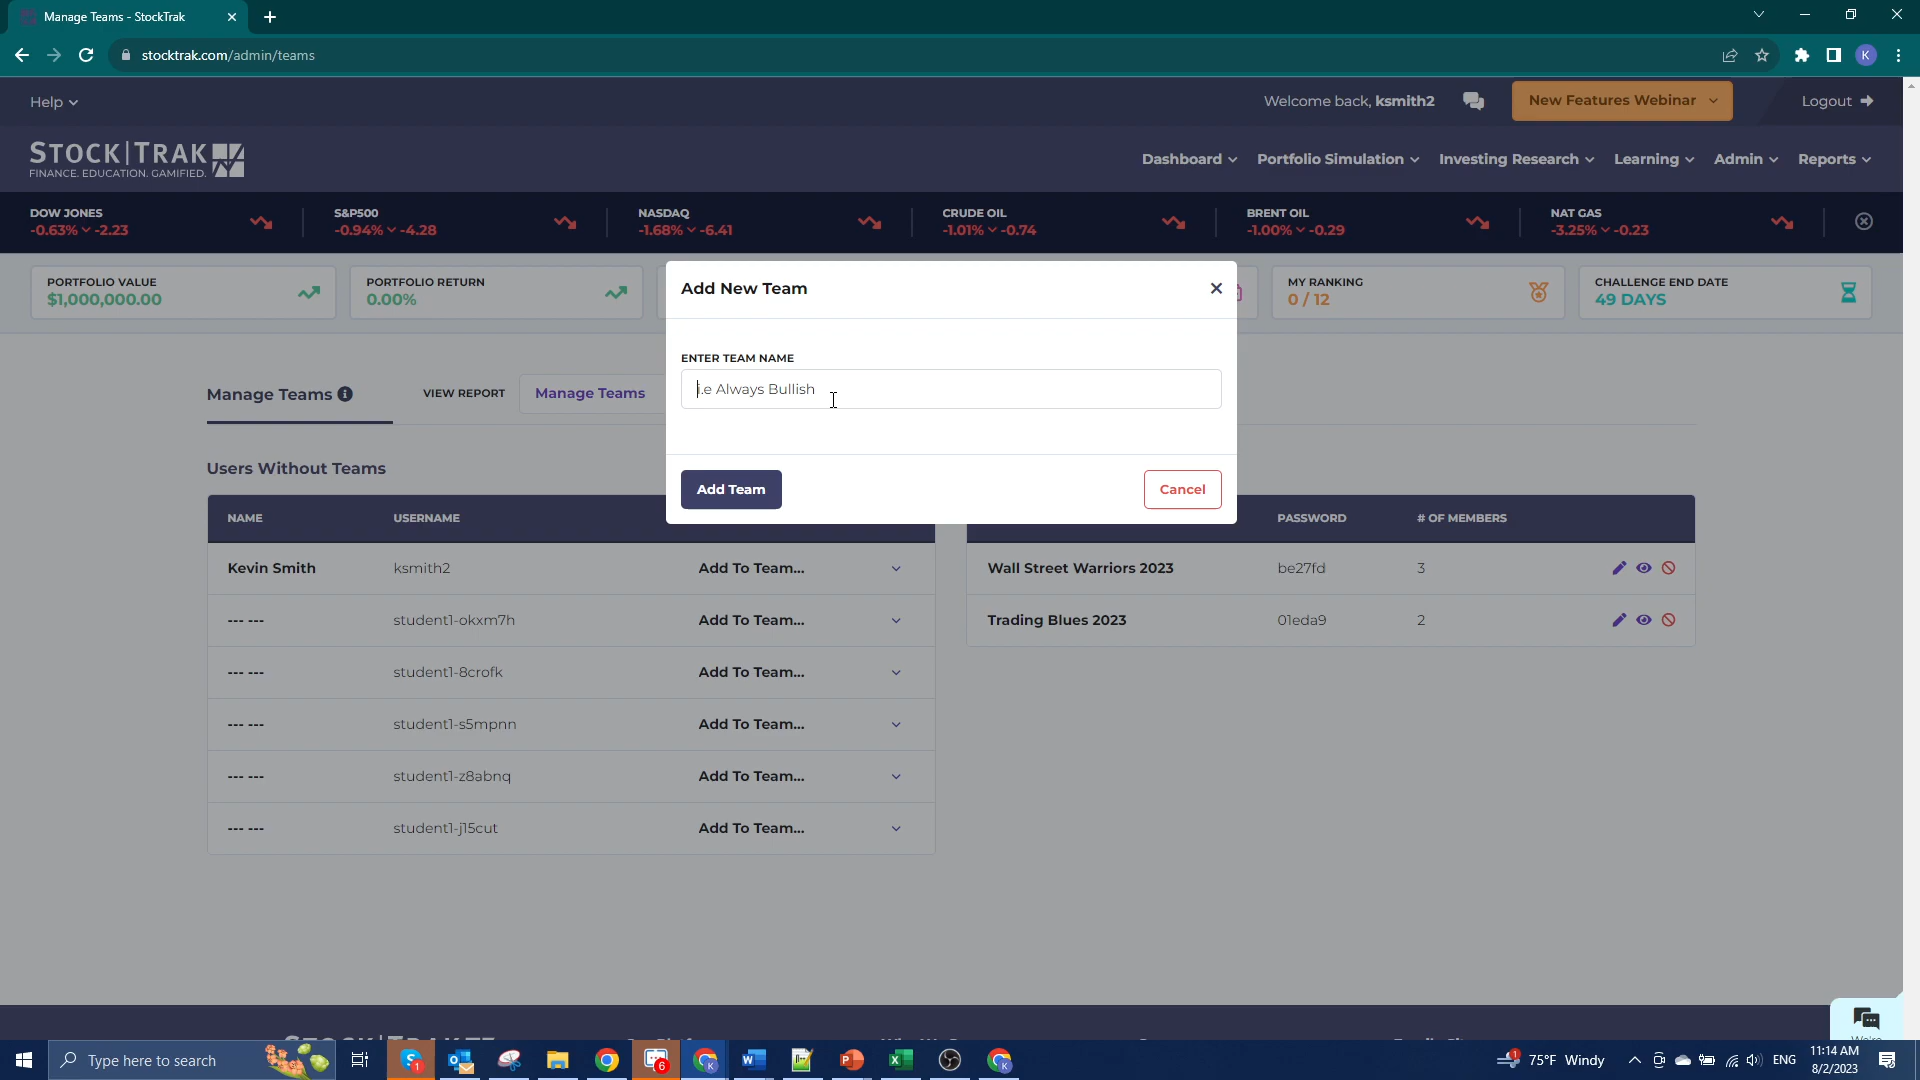 Manage Teams - StockTrak
stocktrak.com/admin/teams
K
Help
Welcome back, ksmith2
New Features Webinar
Logout
STOCK|TRAK
FINANCE. EDUCATION. GAMIFIED.
Dashboard
Portfolio Simulation
Investing Research
Learning
Admin
Reports
DOW JONES
-0.63% -2.23
S&P500
-0.94% -4.28
NASDAQ
-1.68% -6.41
CRUDE OIL
-1.01% -0.74
BRENT OIL
-1.00% -0.29
NAT GAS
-3.25% -0.23
PORTFOLIO VALUE
$1,000,000.00
PORTFOLIO RETURN
0.00%
MY RANKING
0 / 12
CHALLENGE END DATE
49 DAYS
Add New Team
ENTER TEAM NAME
i.e Always Bullish
Add Team
Cancel
Manage Teams
VIEW REPORT
Manage Teams
Users Without Teams
NAME USERNAME
Kevin Smith ksmith2 Add To Team...
--- --- student1-okxm7h Add To Team...
--- --- student1-8crofk Add To Team...
--- --- student1-s5mpnn Add To Team...
--- --- student1-z8abnq Add To Team...
--- --- student1-j15cut Add To Team...
PASSWORD # OF MEMBERS
Wall Street Warriors 2023 be27fd 3
Trading Blues 2023 01eda9 2
Type here to search
1
6
K
K
1
75°F Windy
ENG
11:14 AM
8/2/2023